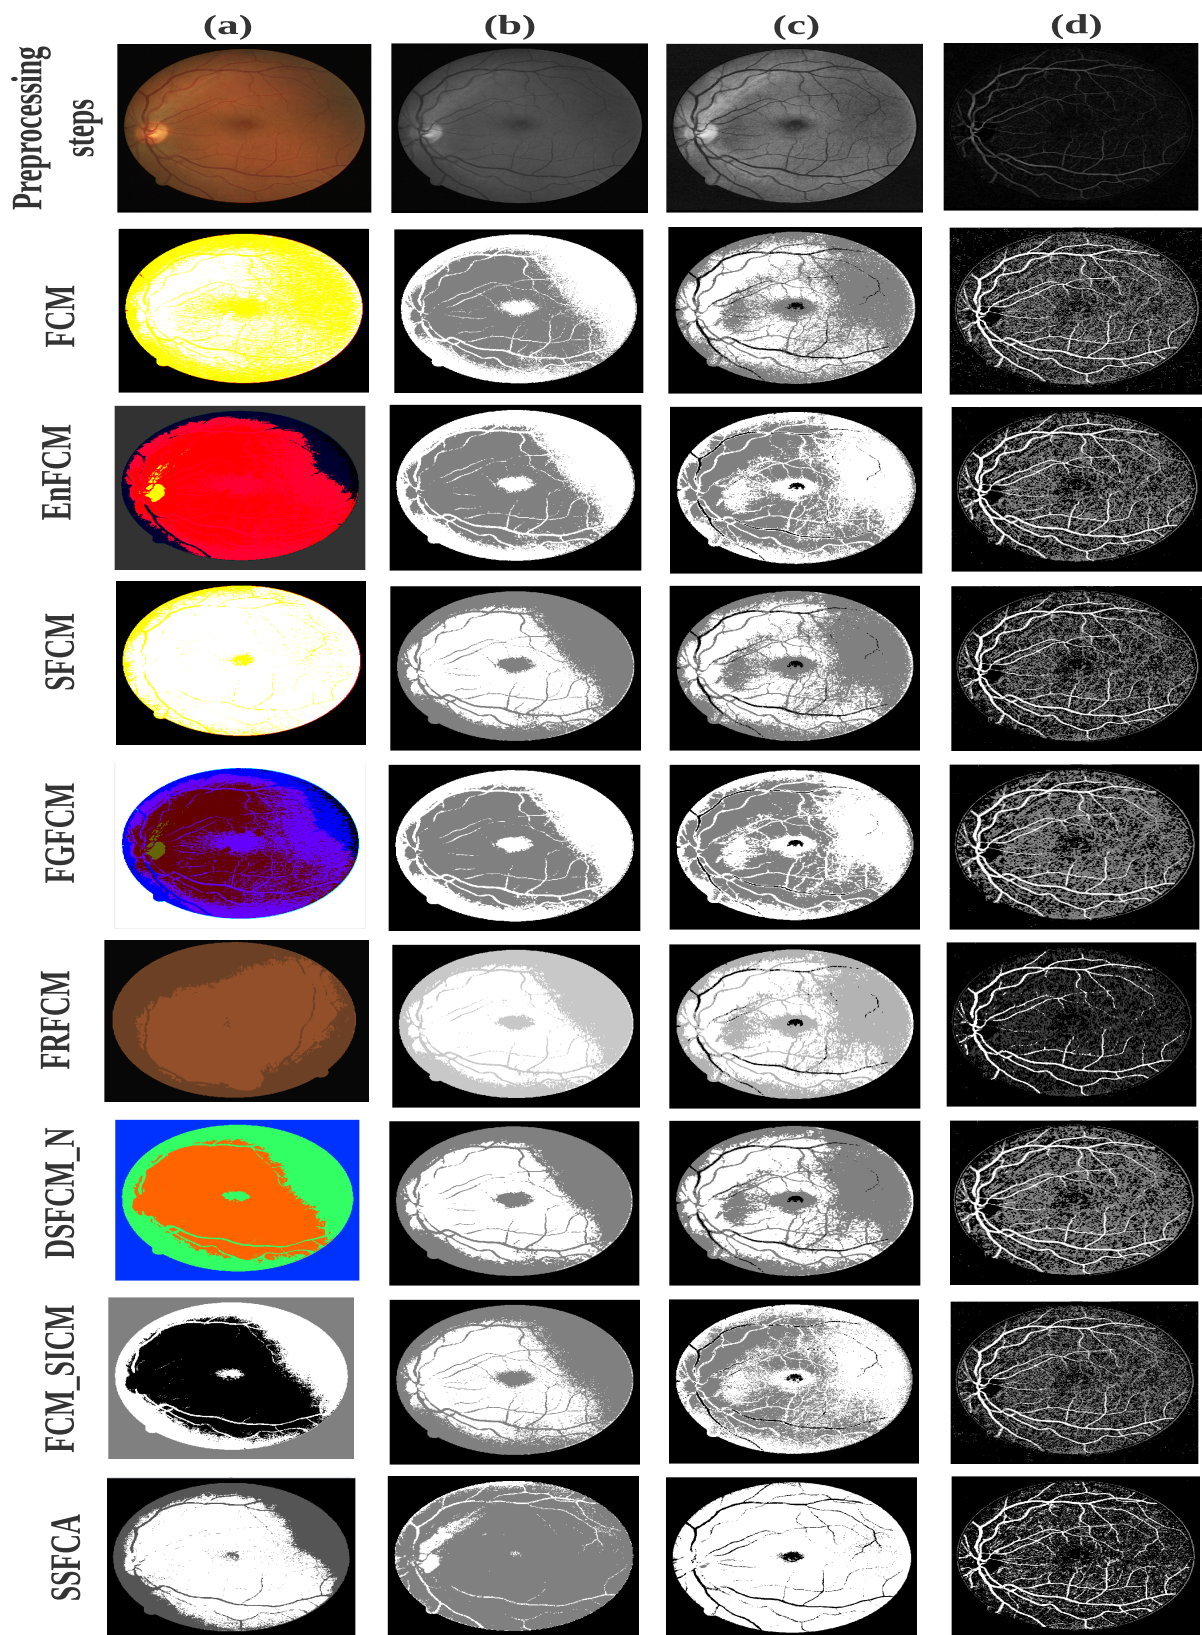 (a) (b) (c) (d)
Preprocessing
steps
FCM
EnFCM
SFCM
FGFCM
FRFCM
DSFCM_N
FCM_SICM
SSFCA